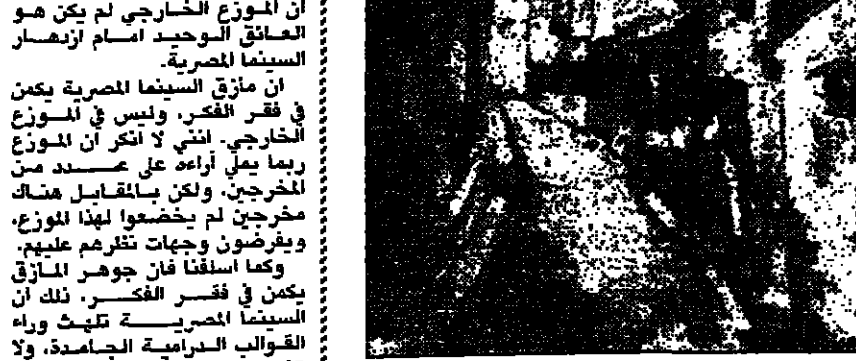 ان الموزع الخارجي لم يكن هو
العائق الوحيد امام ازدهار
السينما المصرية.
ان مأزق السينما المصرية يكمن
في فقر الفكر، وليس في الموزع
الخارجي. انني لا انكر ان الموزع
ربما يملي آراءه على عدد من
المخرجين، ولكن بالمقابل هناك
مخرجين لم يخضعوا لهذا الموزع،
ويفرضون وجهات نظرهم عليهم.
وكما اسلفنا فان جوهر المأزق
يكمن في فقر الفكر، ذلك ان
السينما المصرية تلهث وراء
القوالب الدرامية الجامدة، ولا